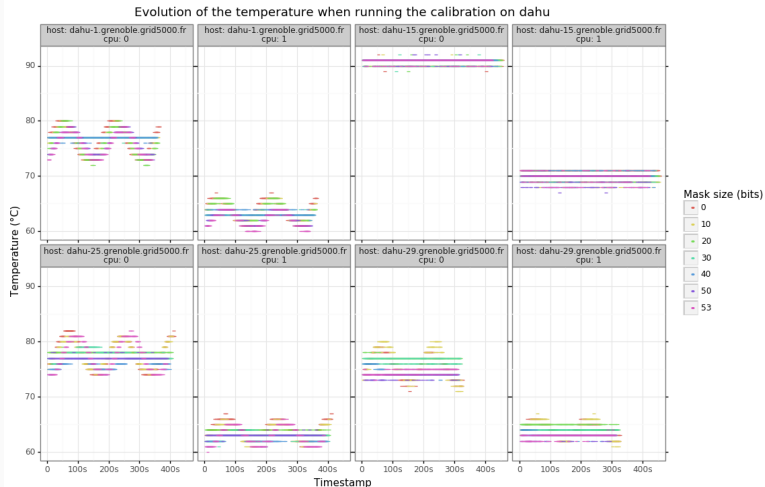 Evolution of the temperature when running the calibration on dahu
host: dahu-1.grenoble.grid5000.fr
cpu: 0
host: dahu-1.grenoble.grid5000.fr
cpu: 1
host: dahu-15.grenoble.grid5000.fr
cpu: 0
host: dahu-15.grenoble.grid5000.fr
cpu: 1
90
80
70
60
host: dahu-25.grenoble.grid5000.fr
cpu: 0
host: dahu-25.grenoble.grid5000.fr
cpu: 1
host: dahu-29.grenoble.grid5000.fr
cpu: 0
host: dahu-29.grenoble.grid5000.fr
cpu: 1
90
80
70
60
Temperature (°C)
0 100s 200s 300s 400s
0 100s 200s 300s 400s
0 100s 200s 300s 400s
0 100s 200s 300s 400s
Timestamp
Mask size (bits)
0
10
20
30
40
50
53